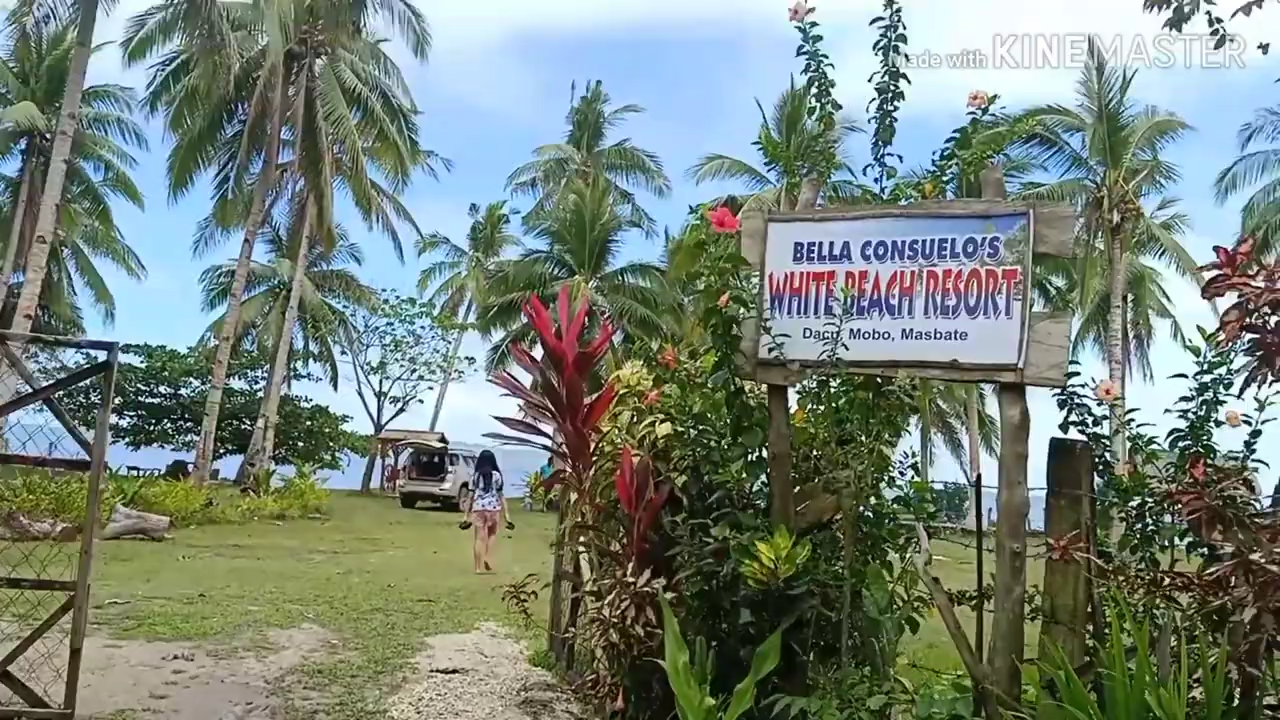 Made with KINEMASTER
BELLA CONSUELO'S
WHITE BEACH RESORT
Dacu, Mobo, Masbate